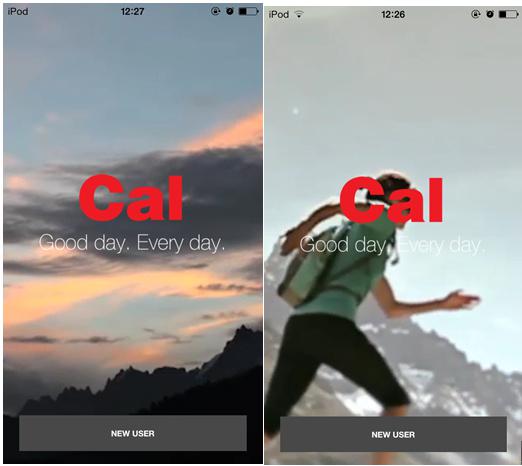 iPod 12:27
Cal
Good day. Every day.
NEW USER
iPod 12:26
Cal
Good day. Every day.
NEW USER